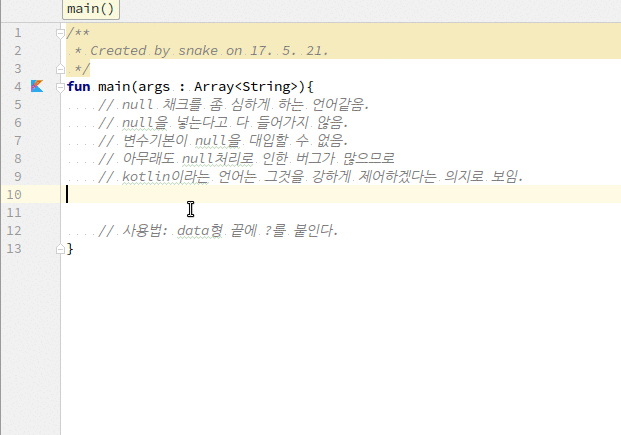 main()
1 /**
2 * Created by snake on 17. 5. 21.
3 */
4 fun main(args : Array<String>){
5 // null 채크를 좀 심하게 하는 언어같음.
6 // null을 넣는다고 다 들어가지 않음.
7 // 변수기본이 null을 대입할 수 없음.
8 // 아무래도 null처리로 인한 버그가 많으므로
9 // kotlin이라는 언어는 그것을 강하게 제어하겠다는 의지로 보임.
10
11
12 // 사용법: data형 끝에 ?를 붙인다.
13 }